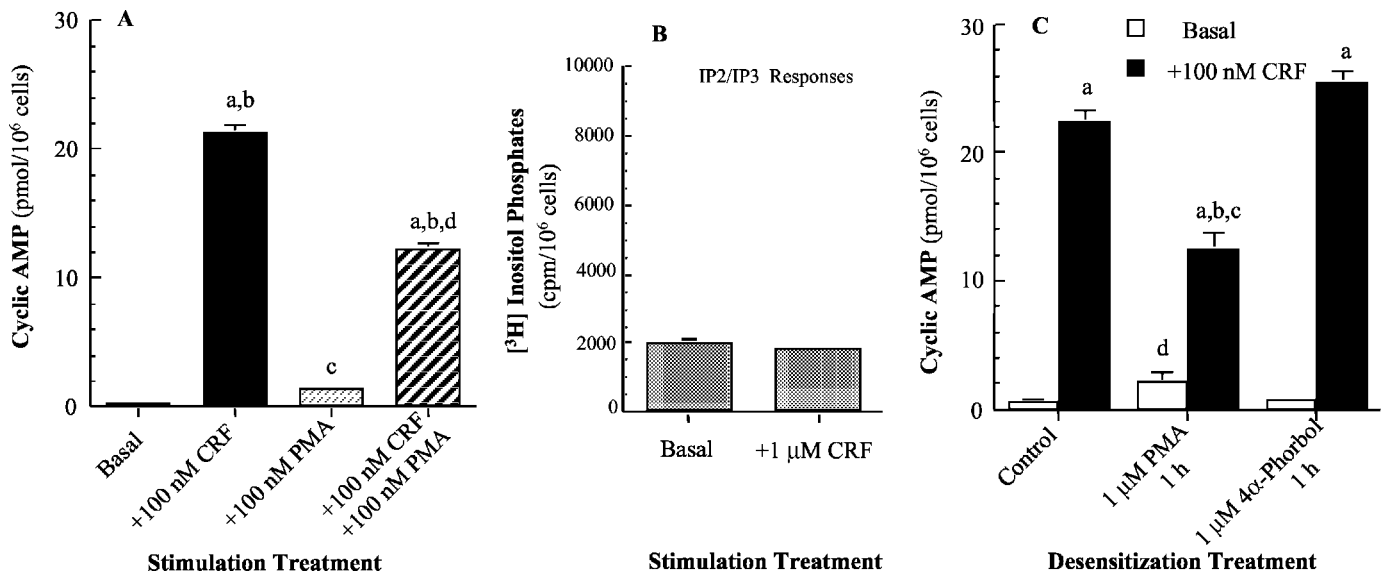 A
Cyclic AMP (pmol/10⁶ cells)
30
20
10
0
a,b
c
a,b,d
Basal
+100 nM CRF
+100 nM PMA
+100 nM CRF
+100 nM PMA
Stimulation Treatment
B
IP2/IP3 Responses
[³H] Inositol Phosphates
(cpm/10⁶ cells)
10000
8000
6000
4000
2000
0
Basal
+1 μM CRF
Stimulation Treatment
C
Basal
+100 nM CRF
Cyclic AMP (pmol/10⁶ cells)
30
20
10
0
a
d
a,b,c
a
Control
1 μM PMA
1 h
1 μM 4α-Phorbol
1 h
Desensitization Treatment